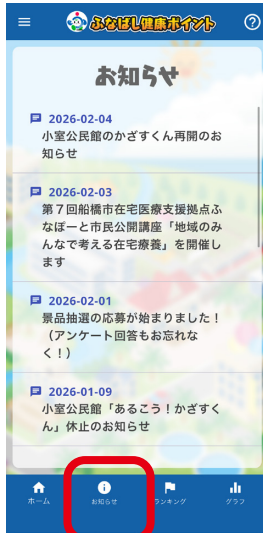 ふなばし健康ポイント
お知らせ
2026-02-04
小室公民館のかざすくん再開のお
知らせ
2026-02-03
第7回船橋市在宅医療支援拠点ふ
なぽーと市民公開講座「地域のみ
んなで考える在宅療養」を開催し
ます
2026-02-01
景品抽選の応募が始まりました！
（アンケート回答もお忘れな
く！）
2026-01-09
小室公民館「あるこう！かざすく
ん」休止のお知らせ
ホーム お知らせ ランキング グラフ